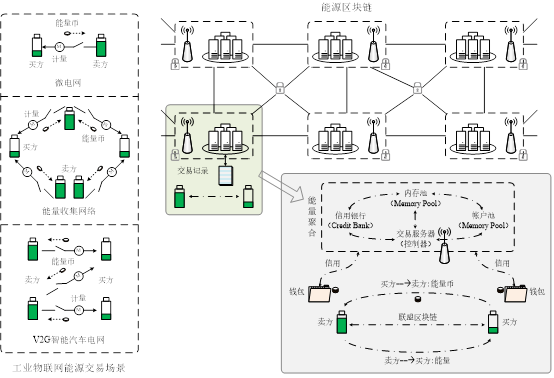 能源区块链
能量币
买方
卖方
计量
微电网
计量
能量币
卖方
买方
能量收集网络
能量币
卖方
买方
计量
V2G智能汽车电网
工业物联网能源交易场景
交易记录
能量聚合
内存池
(Memory Pool)
信用银行
(Credit Bank)
帐户池
(Memory Pool)
交易服务器
(控制器)
信用
信用
钱包
钱包
买方-->卖方:能量币
卖方
联盟区块链
买方
卖方-->买方:能量